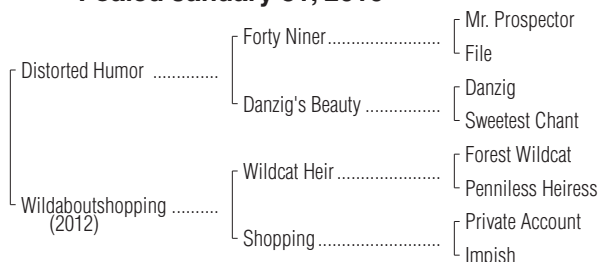 Foaled January 31,
Mr. Prospector
Forty Niner........................
File
Distorted Humor ..............
Danzig
Danzig's Beauty ................
Sweetest Chant
Forest Wildcat
Wildcat Heir......................
Penniless Heiress
Wildaboutshopping ..........
(2012)
Private Account
Shopping..........................
Impish